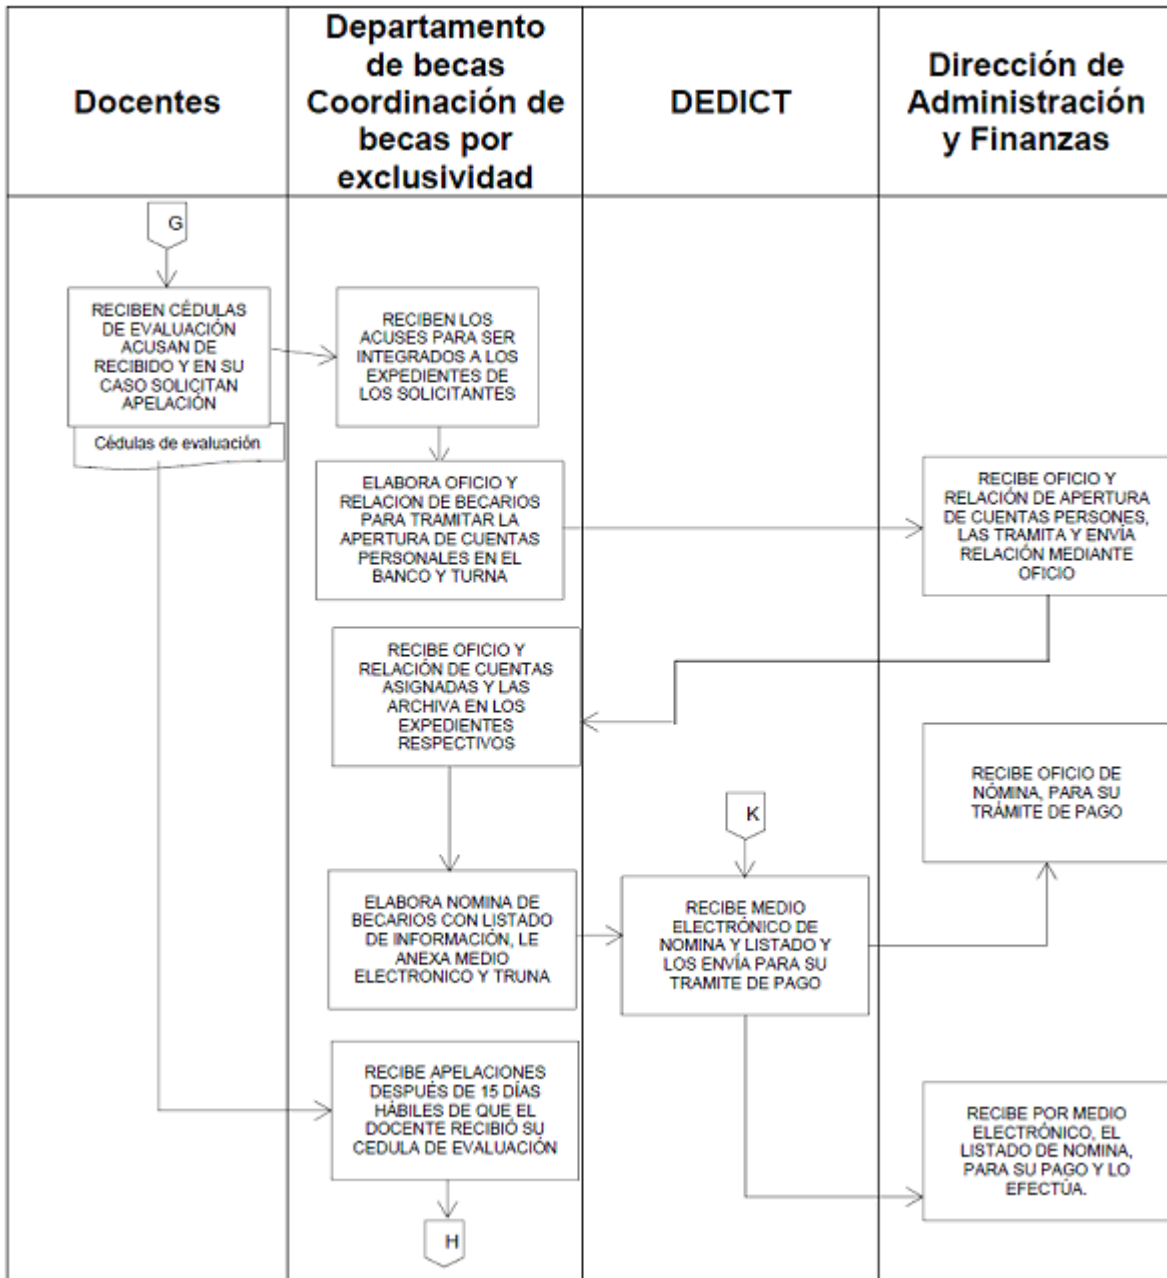 Docentes
Departamento
de becas
Coordinación de
becas por
exclusividad
DEDICT
Dirección de
Administración
y Finanzas
G
RECIBEN CÉDULAS
DE EVALUACIÓN
ACUSAN DE
RECIBIDO Y EN SU
CASO SOLICITAN
APELACIÓN
Cédulas de evaluación
RECIBEN LOS
ACUSES PARA SER
INTEGRADOS A LOS
EXPEDIENTES DE
LOS SOLICITANTES
ELABORA OFICIO Y
RELACION DE BECARIOS
PARA TRAMITAR LA
APERTURA DE CUENTAS
PERSONALES EN EL
BANCO Y TURNA
RECIBE OFICIO Y
RELACIÓN DE APERTURA
DE CUENTAS PERSONES,
LAS TRAMITA Y ENVÍA
RELACIÓN MEDIANTE
OFICIO
RECIBE OFICIO Y
RELACIÓN DE CUENTAS
ASIGNADAS Y LAS
ARCHIVA EN LOS
EXPEDIENTES
RESPECTIVOS
RECIBE OFICIO DE
NÓMINA, PARA SU
TRÁMITE DE PAGO
K
ELABORA NOMINA DE
BECARIOS CON LISTADO
DE INFORMACIÓN, LE
ANEXA MEDIO
ELECTRONICO Y TRUNA
RECIBE MEDIO
ELECTRÓNICO DE
NOMINA Y LISTADO Y
LOS ENVÍA PARA SU
TRAMITE DE PAGO
RECIBE APELACIONES
DESPUÉS DE 15 DÍAS
HÁBILES DE QUE EL
DOCENTE RECIBIÓ SU
CEDULA DE EVALUACIÓN
RECIBE POR MEDIO
ELECTRÓNICO, EL
LISTADO DE NOMINA,
PARA SU PAGO Y LO
EFECTÚA.
H